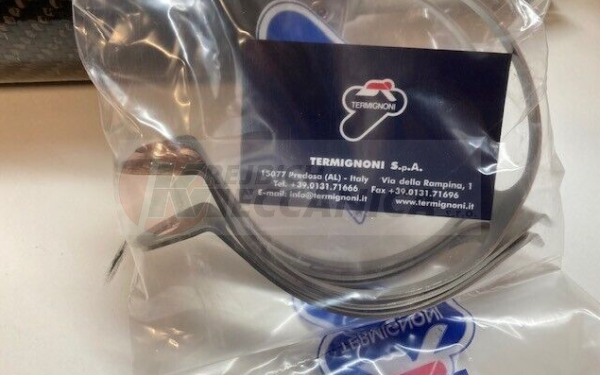 TERMIGNONI
TERMIGNONI S.p.A.
15077 Predosa (AL) - Italy Via della Rampina, 1
Tel. +39.0131.71666 Fax +39.0131.71696
E-mail: info@termignoni.it www.termignoni.it
TERMIGNONI